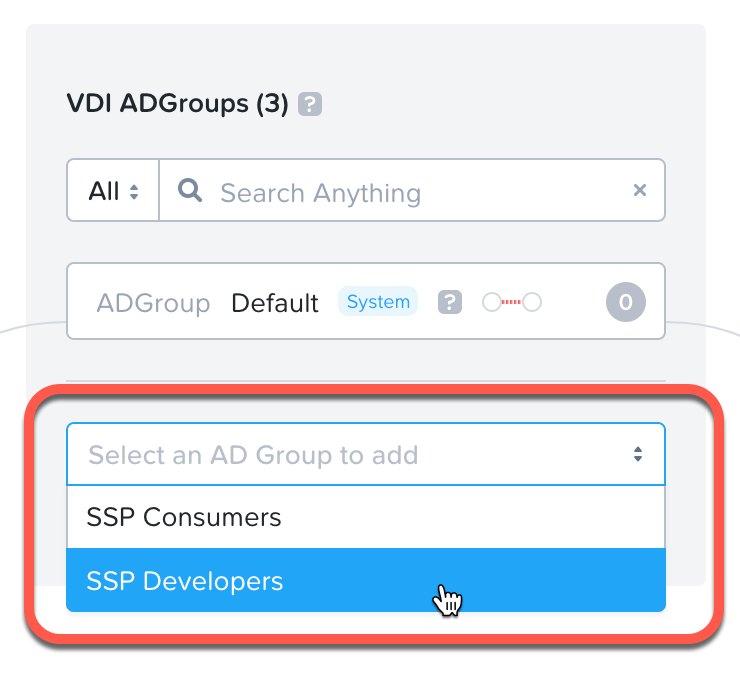 VDI ADGroups (3) ?
All Search Anything ×
ADGroup Default System ? 0
Select an AD Group to add
SSP Consumers
SSP Developers